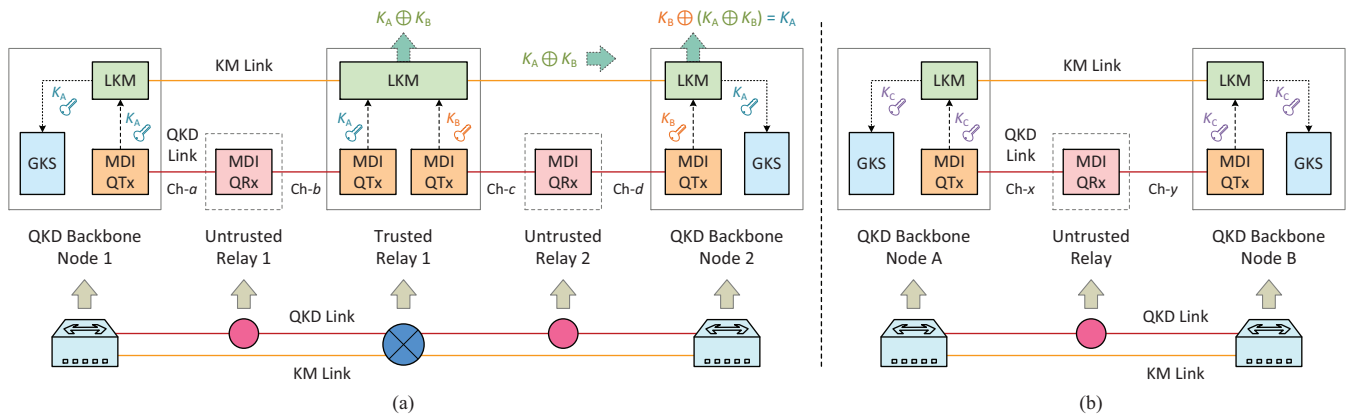 K_A ⊕ K_B
K_B ⊕ (K_A ⊕ K_B) = K_A
KM Link
K_A ⊕ K_B
LKM
LKM
LKM
K_A
K_A
K_A
K_B
K_B
K_A
GKS
MDI
QTx
QKD
Link
Ch-a
MDI
QRx
Ch-b
MDI
QTx
MDI
QTx
Ch-c
MDI
QRx
Ch-d
MDI
QTx
GKS
QKD Backbone
Node 1
Untrusted
Relay 1
Trusted
Relay 1
Untrusted
Relay 2
QKD Backbone
Node 2
QKD Link
KM Link
(a)
KM Link
LKM
LKM
K_C
K_C
K_C
K_C
GKS
MDI
QTx
QKD
Link
Ch-x
MDI
QRx
Ch-y
MDI
QTx
GKS
QKD Backbone
Node A
Untrusted
Relay
QKD Backbone
Node B
QKD Link
KM Link
(b)